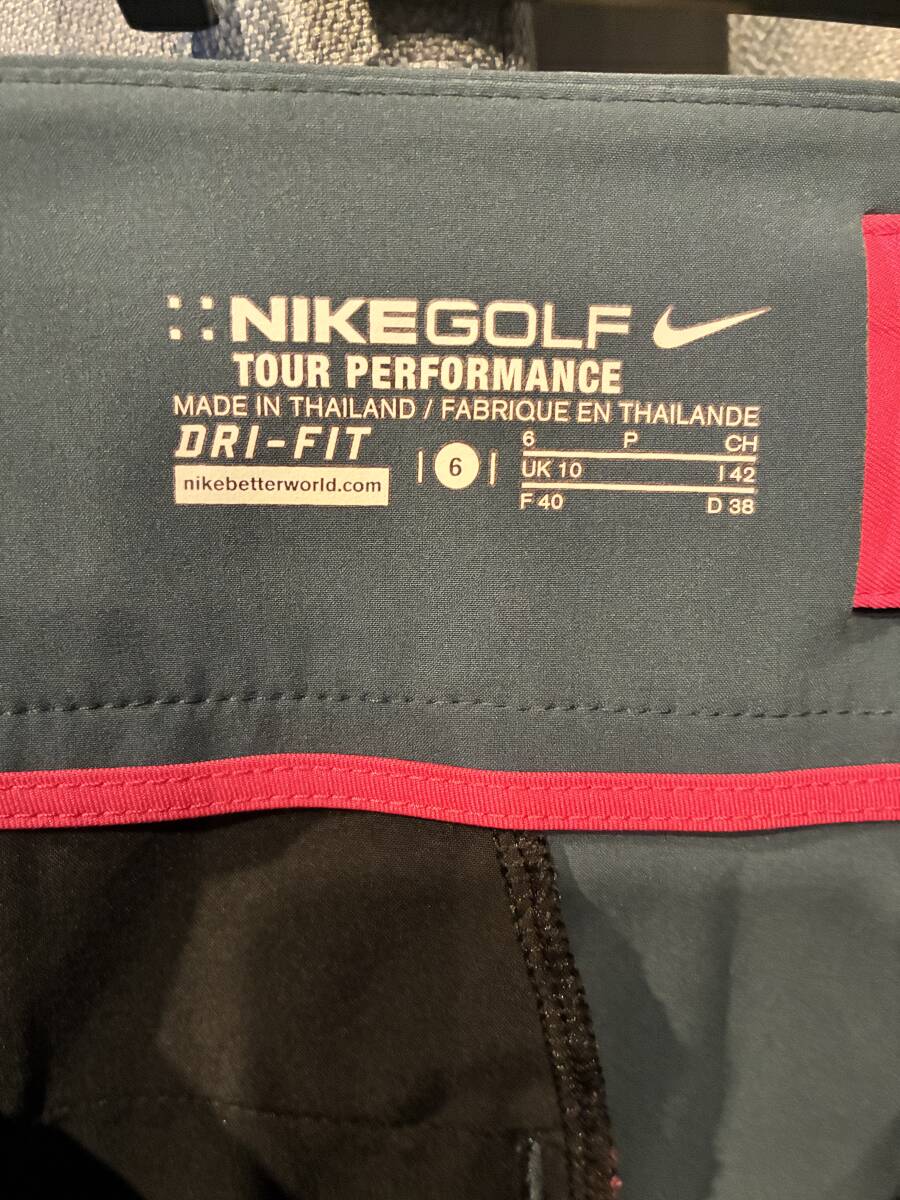 NIKEGOLF
TOUR PERFORMANCE
MADE IN THAILAND / FABRIQUE EN THAILANDE
DRI-FIT
nikebetterworld.com
6
6 P CH
UK 10 I 42
F 40 D 38